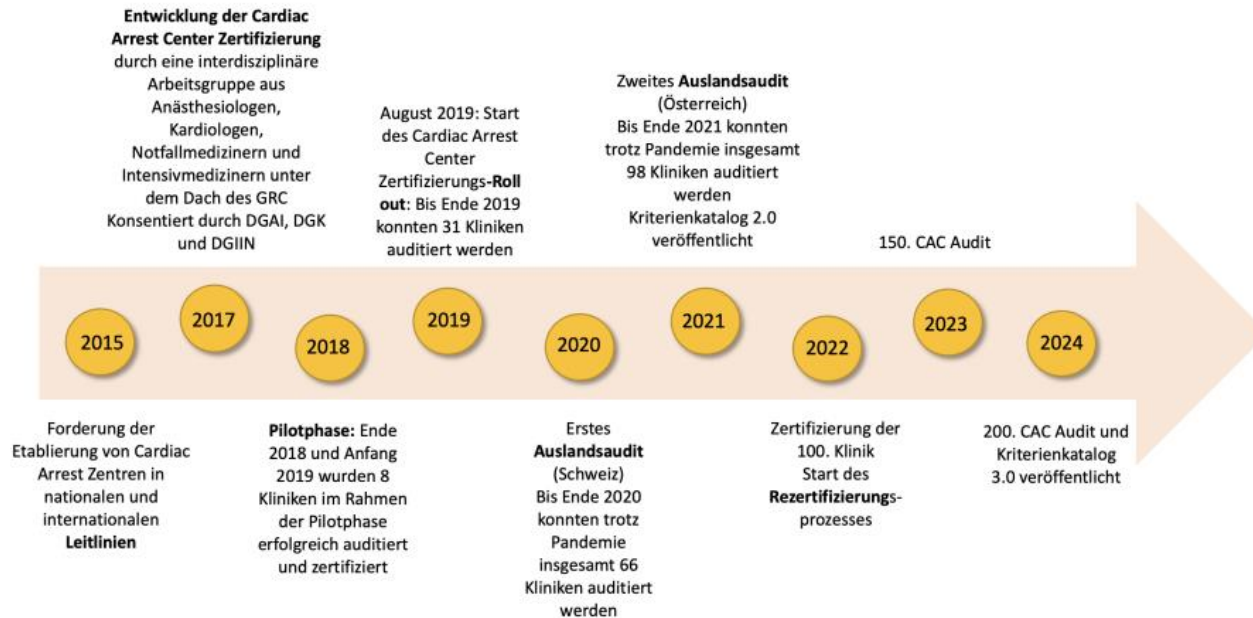 Entwicklung der Cardiac
Arrest Center Zertifizierung
durch eine interdisziplinäre
Arbeitsgruppe aus
Anästhesiologen,
Kardiologen,
Notfallmedizinern und
Intensivmedizinern unter
dem Dach des GRC
Konsentiert durch DGAI, DGK
und DGIIN
August 2019: Start
des Cardiac Arrest
Center
Zertifizierungs-Roll
out: Bis Ende 2019
konnten 31 Kliniken
auditiert werden
Zweites Auslandsaudit
(Österreich)
Bis Ende 2021 konnten
trotz Pandemie insgesamt
98 Kliniken auditiert
werden
Kriterienkatalog 2.0
veröffentlicht
150. CAC Audit
2015
2017
2018
2019
2020
2021
2022
2023
2024
Forderung der
Etablierung von Cardiac
Arrest Zentren in
nationalen und
internationalen
Leitlinien
Pilotphase: Ende
2018 und Anfang
2019 wurden 8
Kliniken im Rahmen
der Pilotphase
erfolgreich auditiert
und zertifiziert
Erstes
Auslandsaudit
(Schweiz)
Bis Ende 2020
konnten trotz
Pandemie
insgesamt 66
Kliniken auditiert
werden
Zertifizierung der
100. Klinik
Start des
Rezertifizierungs-
prozesses
200. CAC Audit und
Kriterienkatalog
3.0 veröffentlicht